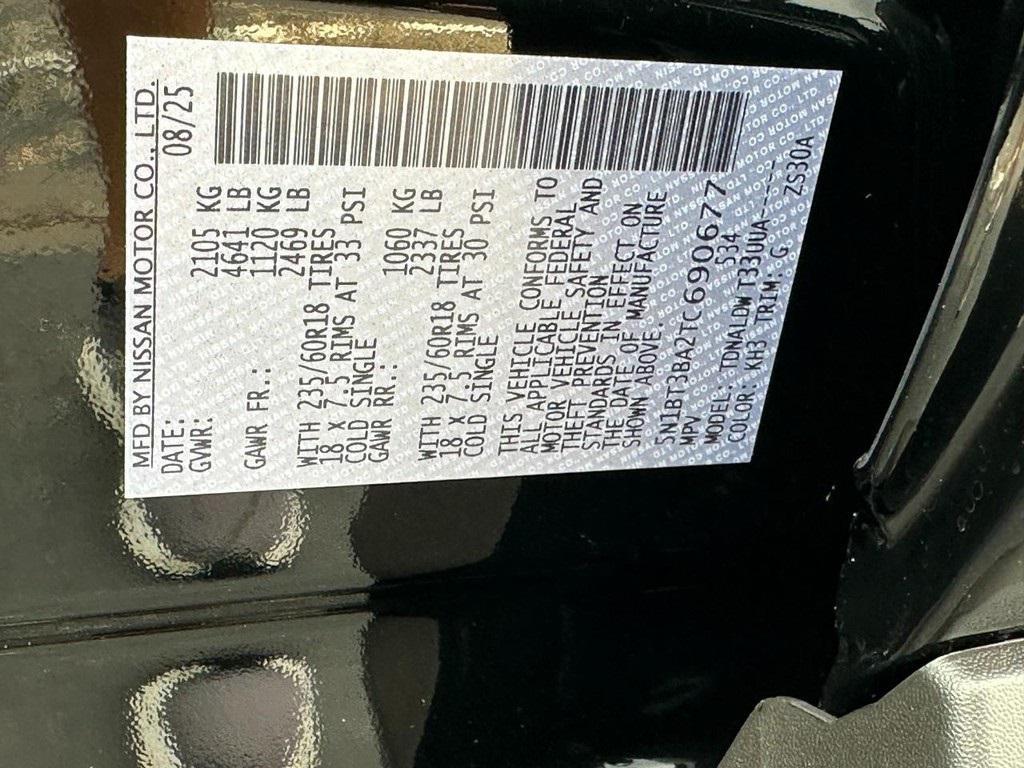 MFD BY NISSAN MOTOR CO., LTD.
DATE: 08/25
GVWR: 2105 KG
4641 LB
GAWR FR.: 1120 KG
2469 LB
WITH 235/60R18 TIRES
18 X 7.5 RIMS AT 33 PSI
COLD SINGLE
GAWR RR.: 1060 KG
2337 LB
WITH 235/60R18 TIRES
18 X 7.5 RIMS AT 30 PSI
COLD SINGLE
THIS VEHICLE CONFORMS TO
ALL APPLICABLE FEDERAL
MOTOR VEHICLE SAFETY AND
THEFT PREVENTION
STANDARDS IN EFFECT ON
THE DATE OF MANUFACTURE
SHOWN ABOVE.
5N1BT3BA2TC690677
MPV 534
MODEL: TDNALDW T33UUA-----
COLOR: KH3 TRIM: G ZS30A